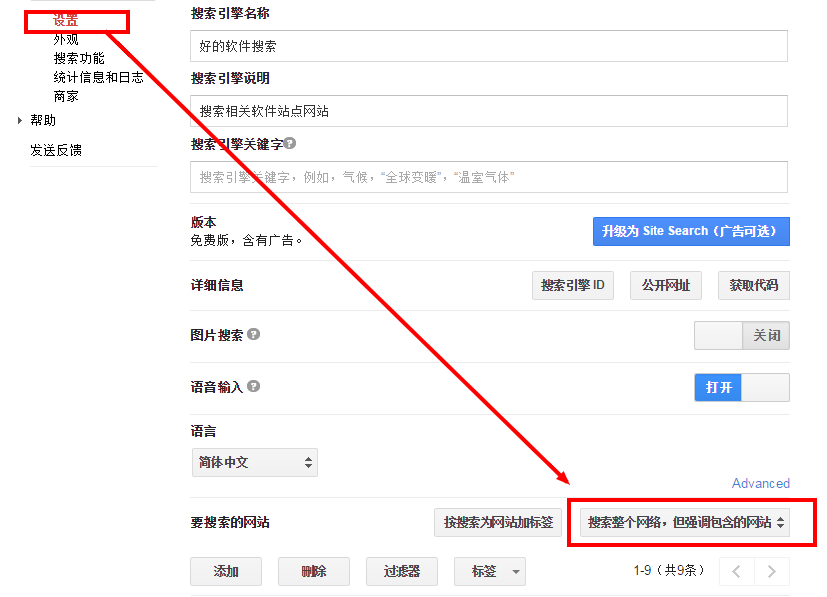 设置
外观
搜索功能
统计信息和日志
商家
帮助
发送反馈
搜索引擎名称
好的软件搜索
搜索引擎说明
搜索相关软件站点网站
搜索引擎关键字?
搜索引擎关键字，例如，气候，“全球变暖”，“温室气体”
版本
免费版，含有广告。
升级为 Site Search（广告可选）
详细信息
搜索引擎 ID
公开网址
获取代码
图片搜索?
关闭
语音输入?
打开
语言
简体中文
Advanced
要搜索的网站
按搜索为网站加标签
搜索整个网络，但强调包含的网站
添加
删除
过滤器
标签
1-9（共9条）